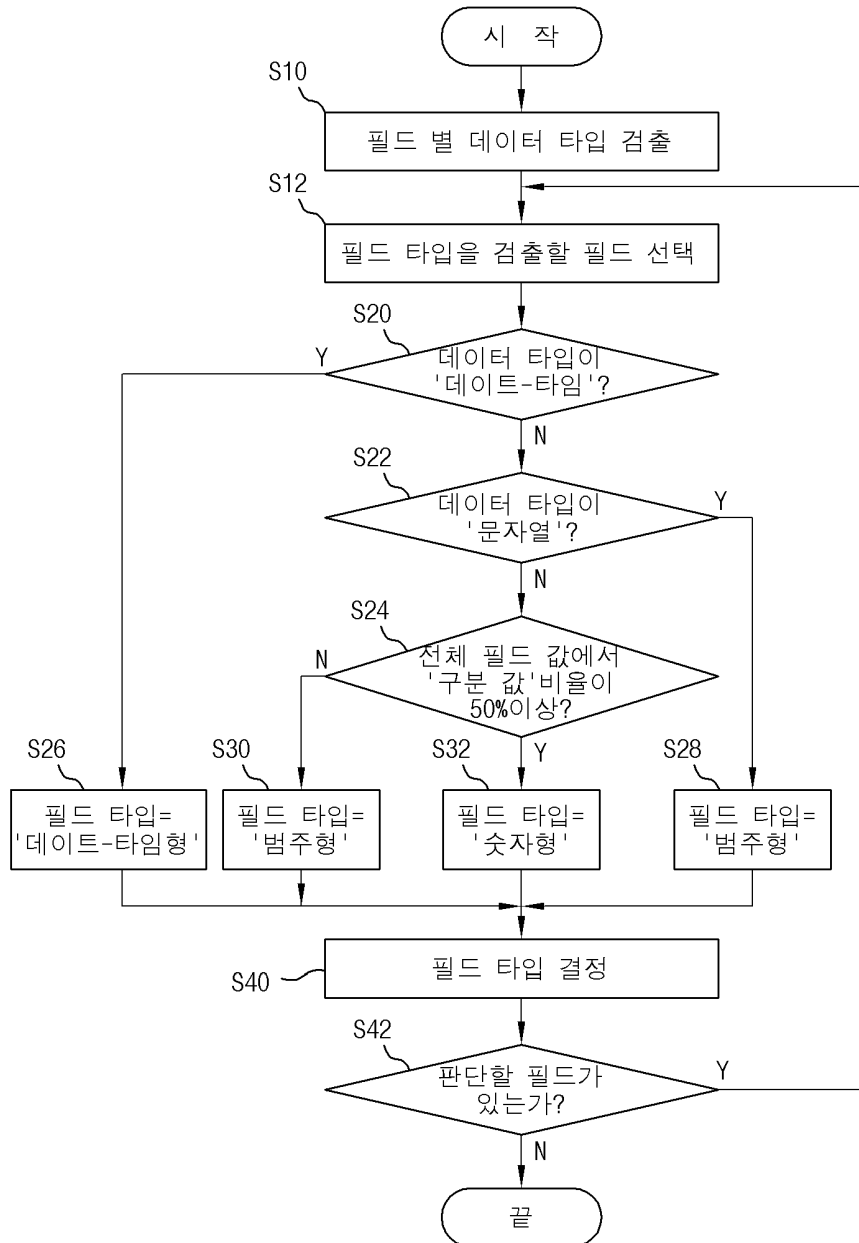 시 작
S10
필드 별 데이터 타입 검출
S12
필드 타입을 검출할 필드 선택
S20
데이터 타입이
'데이트-타임'?
Y
N
S22
데이터 타입이
'문자열'?
Y
N
S24
전체 필드 값에서
'구분 값'비율이
50%이상?
N
Y
S26
필드 타입=
'데이트-타임형'
S30
필드 타입=
'범주형'
S32
필드 타입=
'숫자형'
S28
필드 타입=
'범주형'
S40
필드 타입 결정
S42
판단할 필드가
있는가?
Y
N
끝